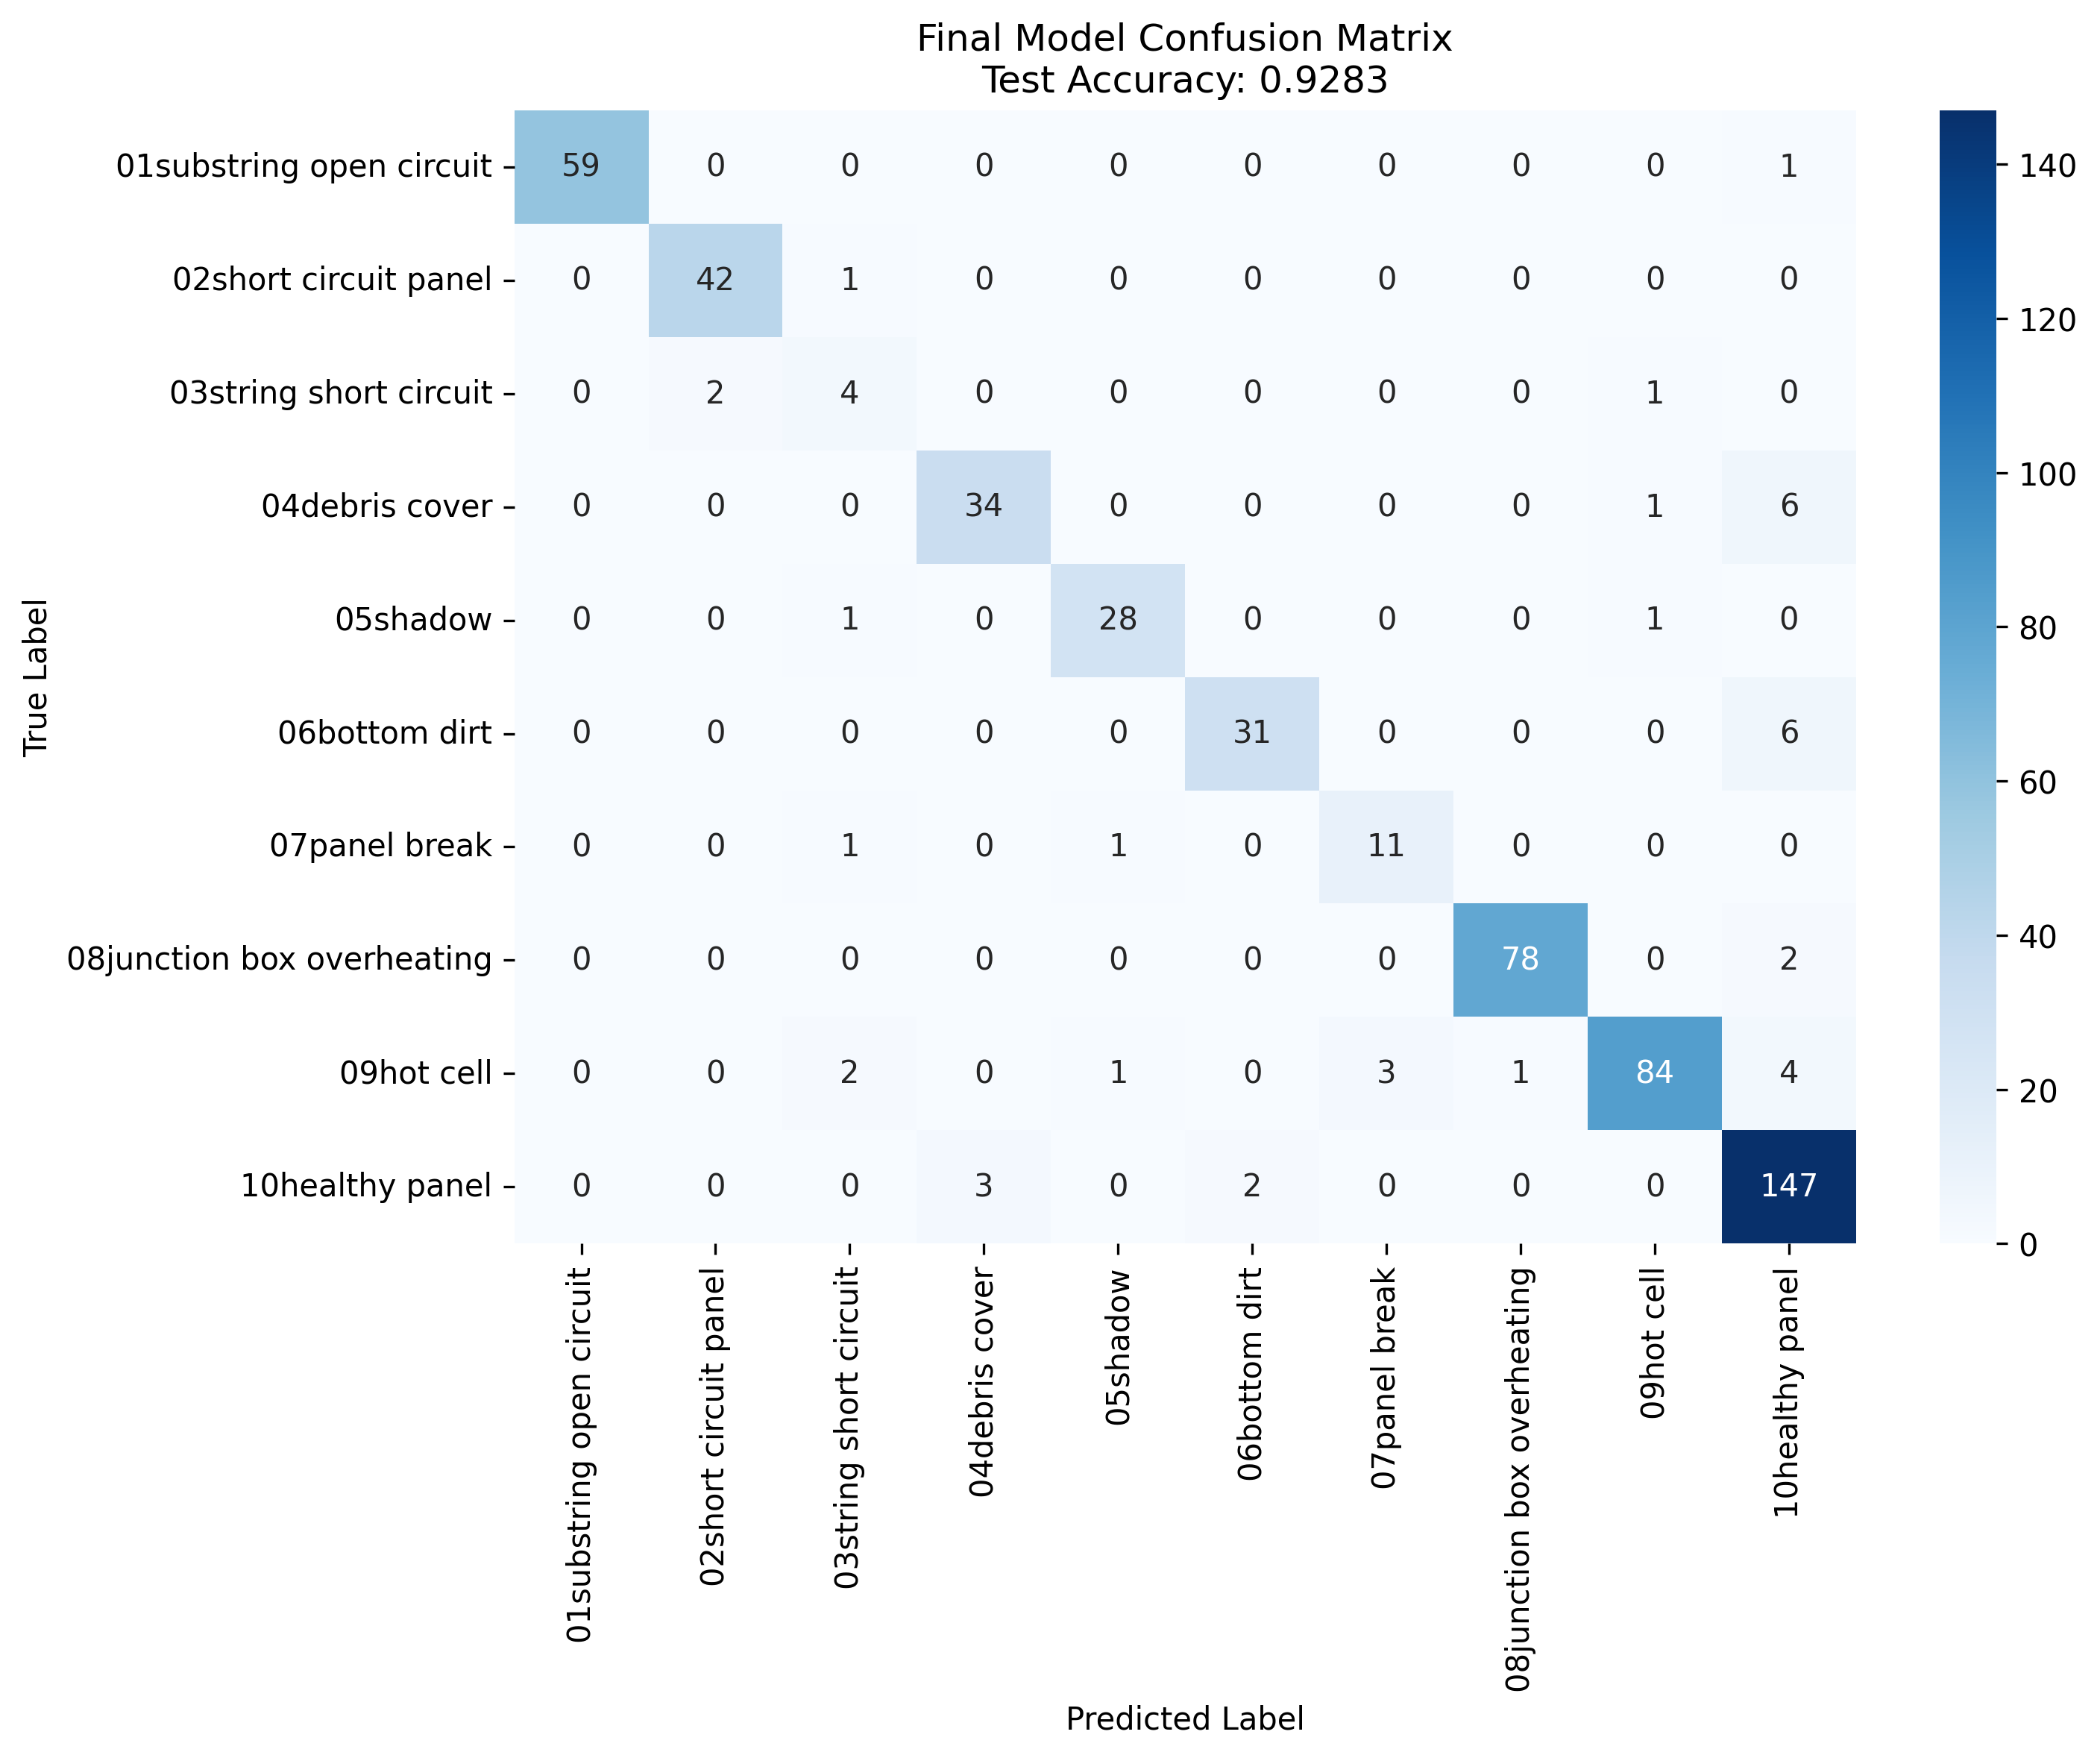 Final Model Confusion Matrix
Test Accuracy: 0.9283
True Label
01substring open circuit 59 0 0 0 0 0 0 0 0 1
02short circuit panel 0 42 1 0 0 0 0 0 0 0
03string short circuit 0 2 4 0 0 0 0 0 1 0
04debris cover 0 0 0 34 0 0 0 0 1 6
05shadow 0 0 1 0 28 0 0 0 1 0
06bottom dirt 0 0 0 0 0 31 0 0 0 6
07panel break 0 0 1 0 1 0 11 0 0 0
08junction box overheating 0 0 0 0 0 0 0 78 0 2
09hot cell 0 0 2 0 1 0 3 1 84 4
10healthy panel 0 0 0 3 0 2 0 0 0 147
01substring open circuit
02short circuit panel
03string short circuit
04debris cover
05shadow
06bottom dirt
07panel break
08junction box overheating
09hot cell
10healthy panel
Predicted Label
140
120
100
80
60
40
20
0